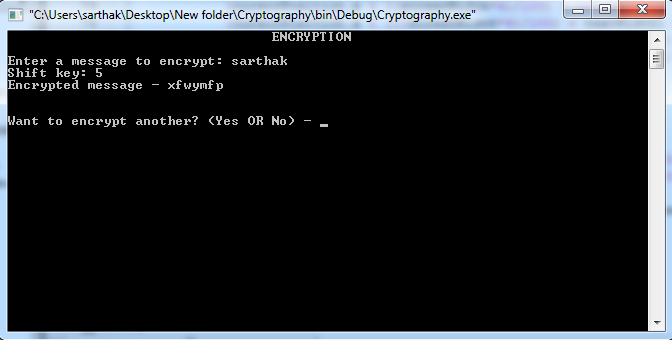 "C:\Users\sarthak\Desktop\New folder\Cryptography\bin\Debug\Cryptography.exe"
ENCRYPTION
Enter a message to encrypt: sarthak
Shift key: 5
Encrypted message - xfwymfp
Want to encrypt another? (Yes OR No) - _